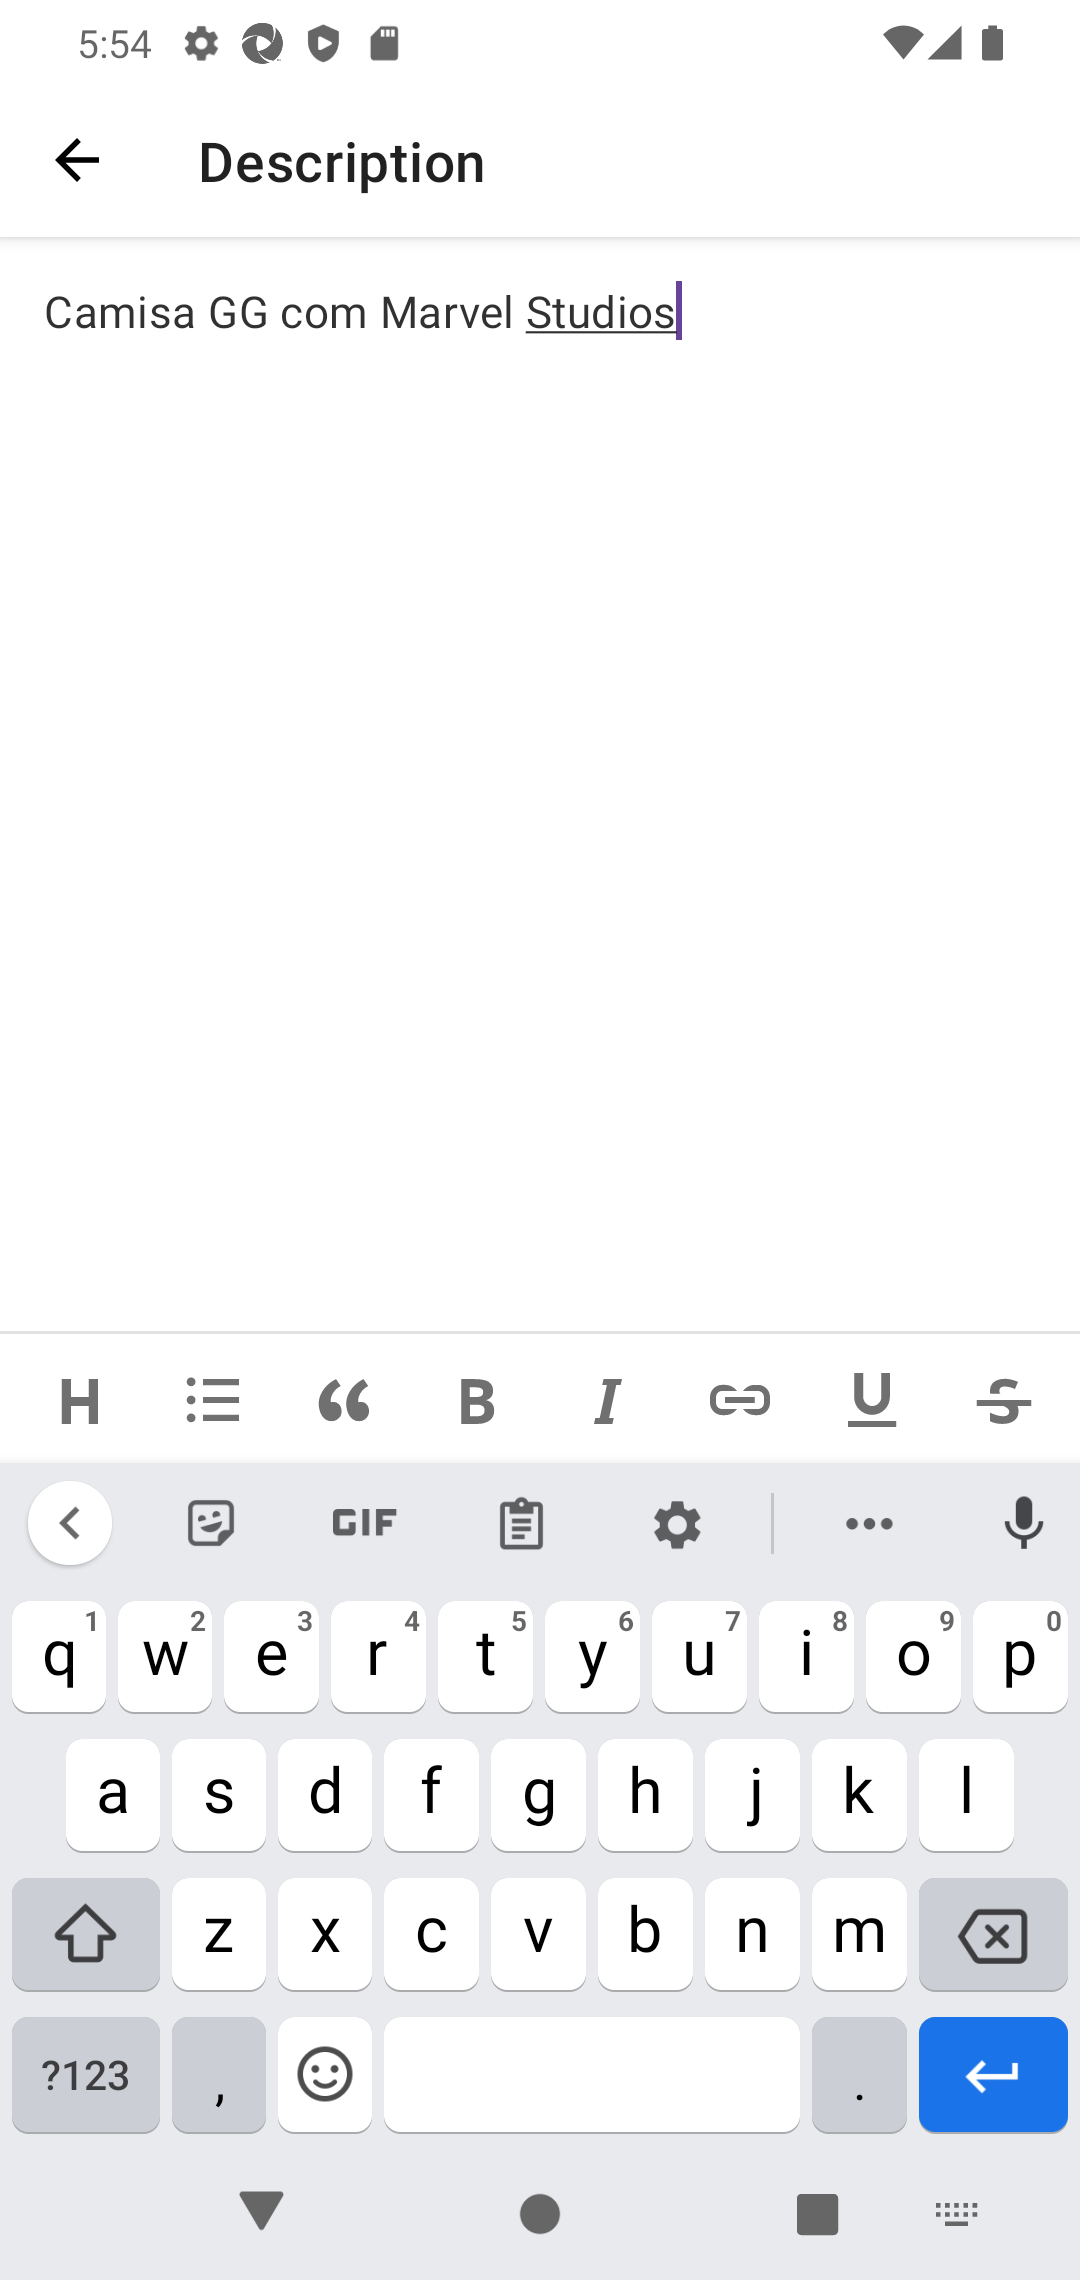 5:54
Description
Camisa GG com Marvel Studios
H B I U S
GIF
q1 w2 e3 r4 t5 y6 u7 i8 o9 p0
a s d f g h j k l
z x c v b n m
?123 , .